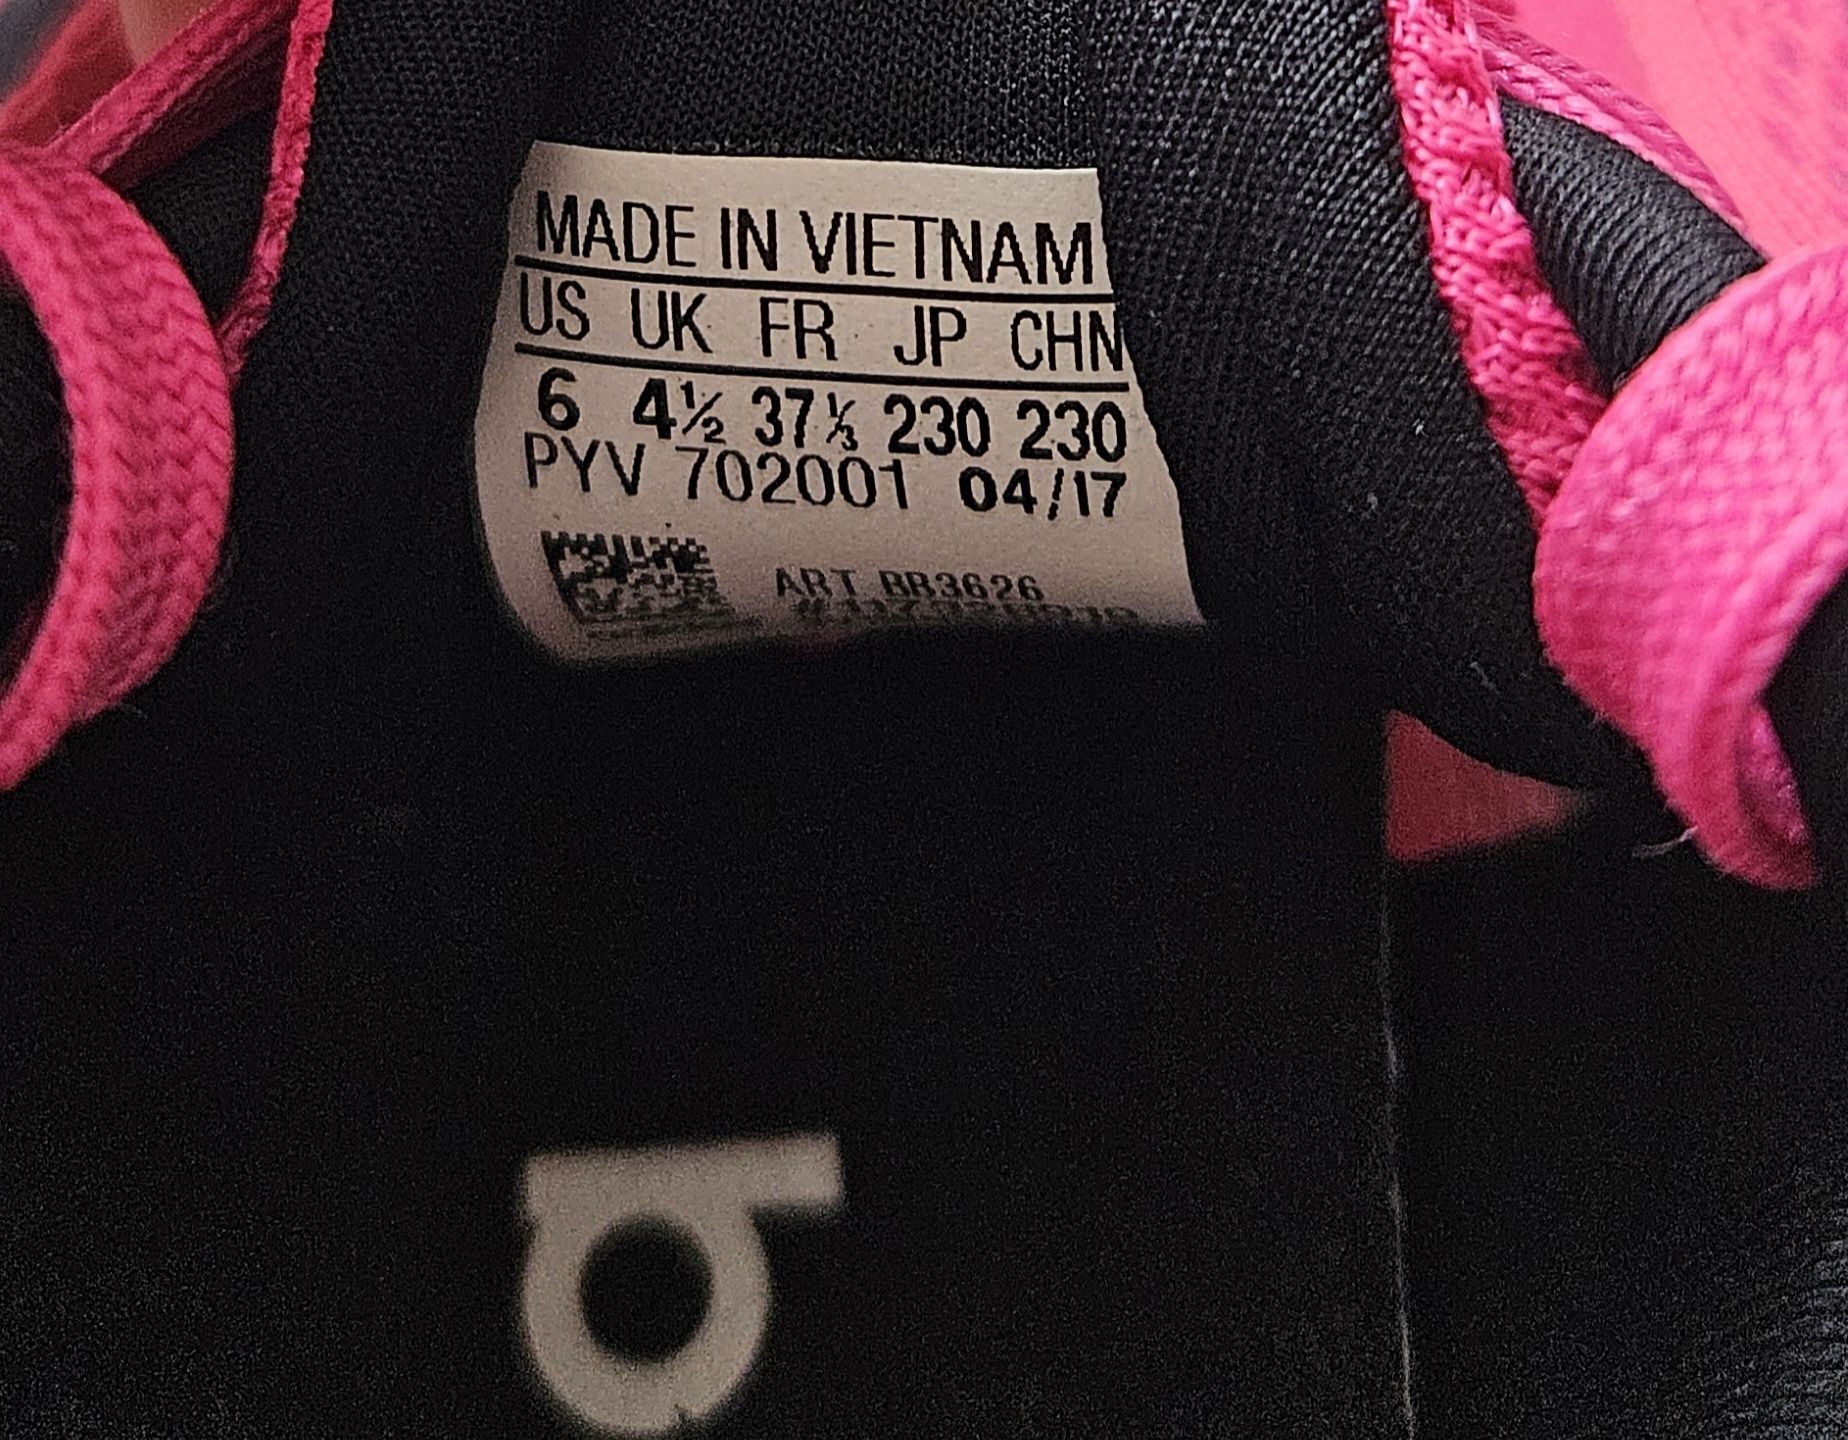 MADE IN VIETNAM
US UK FR JP CHN
6 4½ 37⅓ 230 230
PYV 702001 04/17
ART BB3626